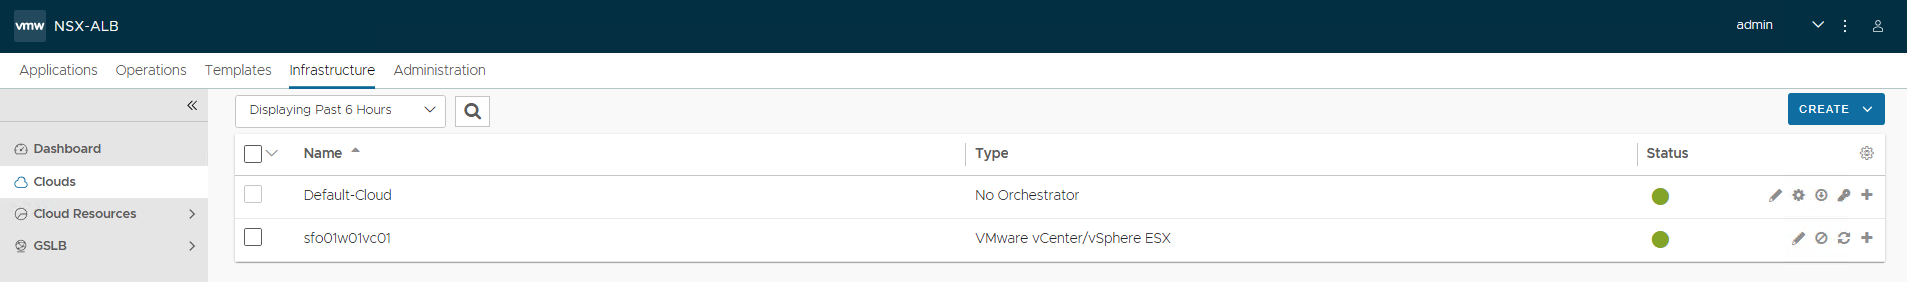 vmw NSX-ALB admin
Applications Operations Templates Infrastructure Administration
Displaying Past 6 Hours CREATE
Dashboard
Clouds
Cloud Resources
GSLB
Name Type Status
Default-Cloud No Orchestrator
sfo01w01vc01 VMware vCenter/vSphere ESX